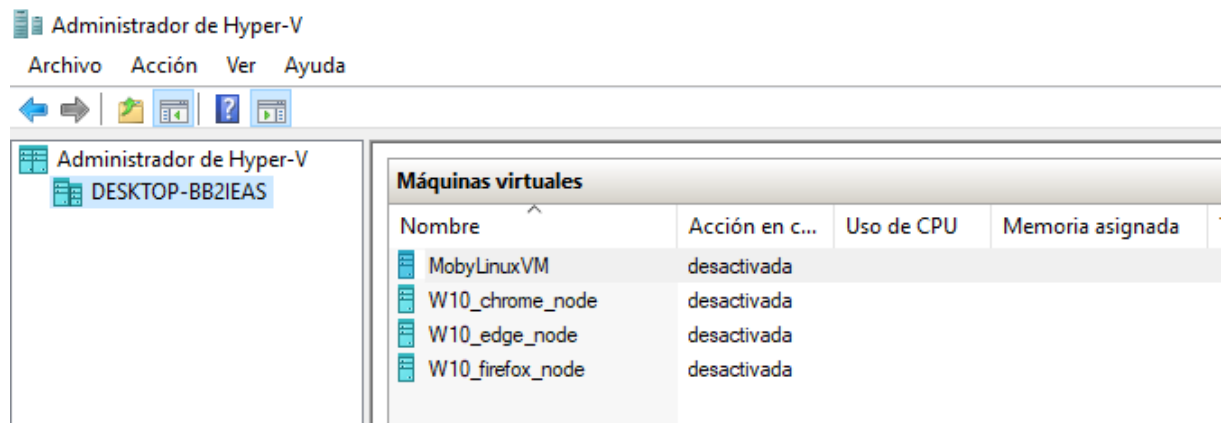 Administrador de Hyper-V
Archivo Acción Ver Ayuda
Administrador de Hyper-V
DESKTOP-BB2IEAS
Máquinas virtuales
Nombre Acción en c... Uso de CPU Memoria asignada
MobyLinuxVM desactivada
W10_chrome_node desactivada
W10_edge_node desactivada
W10_firefox_node desactivada